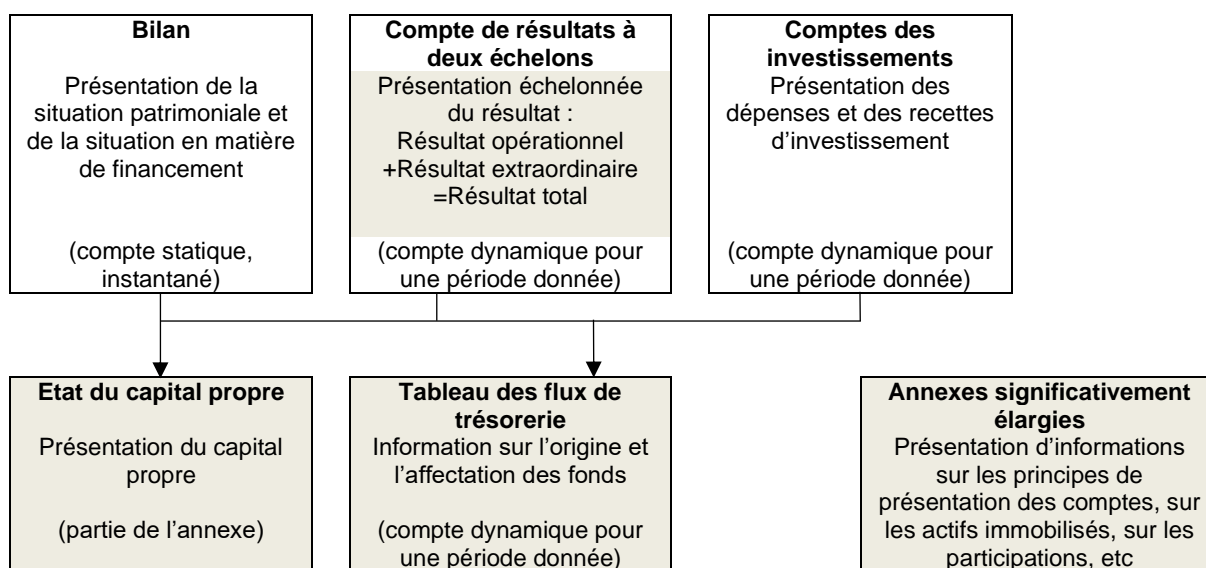 Bilan
Présentation de la
situation patrimoniale et
de la situation en matière
de financement
(compte statique,
instantané)
Compte de résultats à
deux échelons
Présentation échelonnée
du résultat :
Résultat opérationnel
+Résultat extraordinaire
=Résultat total
(compte dynamique pour
une période donnée)
Comptes des
investissements
Présentation des
dépenses et des recettes
d'investissement
(compte dynamique pour
une période donnée)
Etat du capital propre
Présentation du capital
propre
(partie de l'annexe)
Tableau des flux de
trésorerie
Information sur l'origine et
l'affectation des fonds
(compte dynamique pour
une période donnée)
Annexes significativement
élargies
Présentation d'informations
sur les principes de
présentation des comptes, sur
les actifs immobilisés, sur les
participations, etc